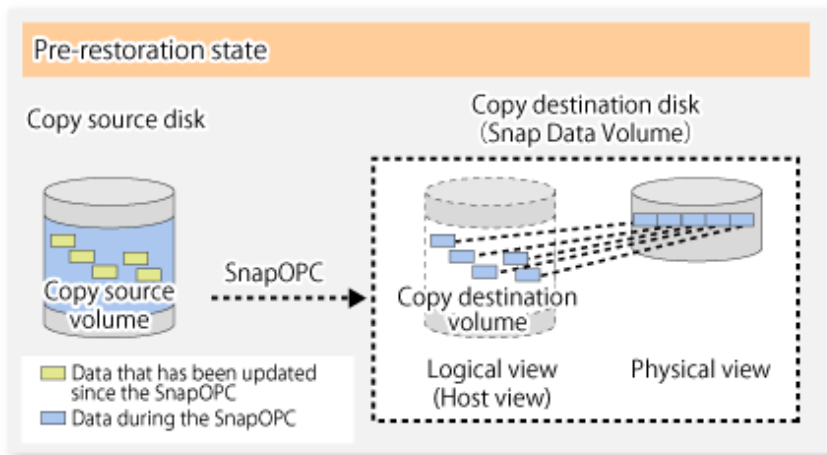 Pre-restoration state
Copy source disk
Copy destination disk
(Snap Data Volume)
SnapOPC
Copy source
volume
Copy destination
volume
Logical view
(Host view)
Physical view
Data that has been updated
since the SnapOPC
Data during the SnapOPC